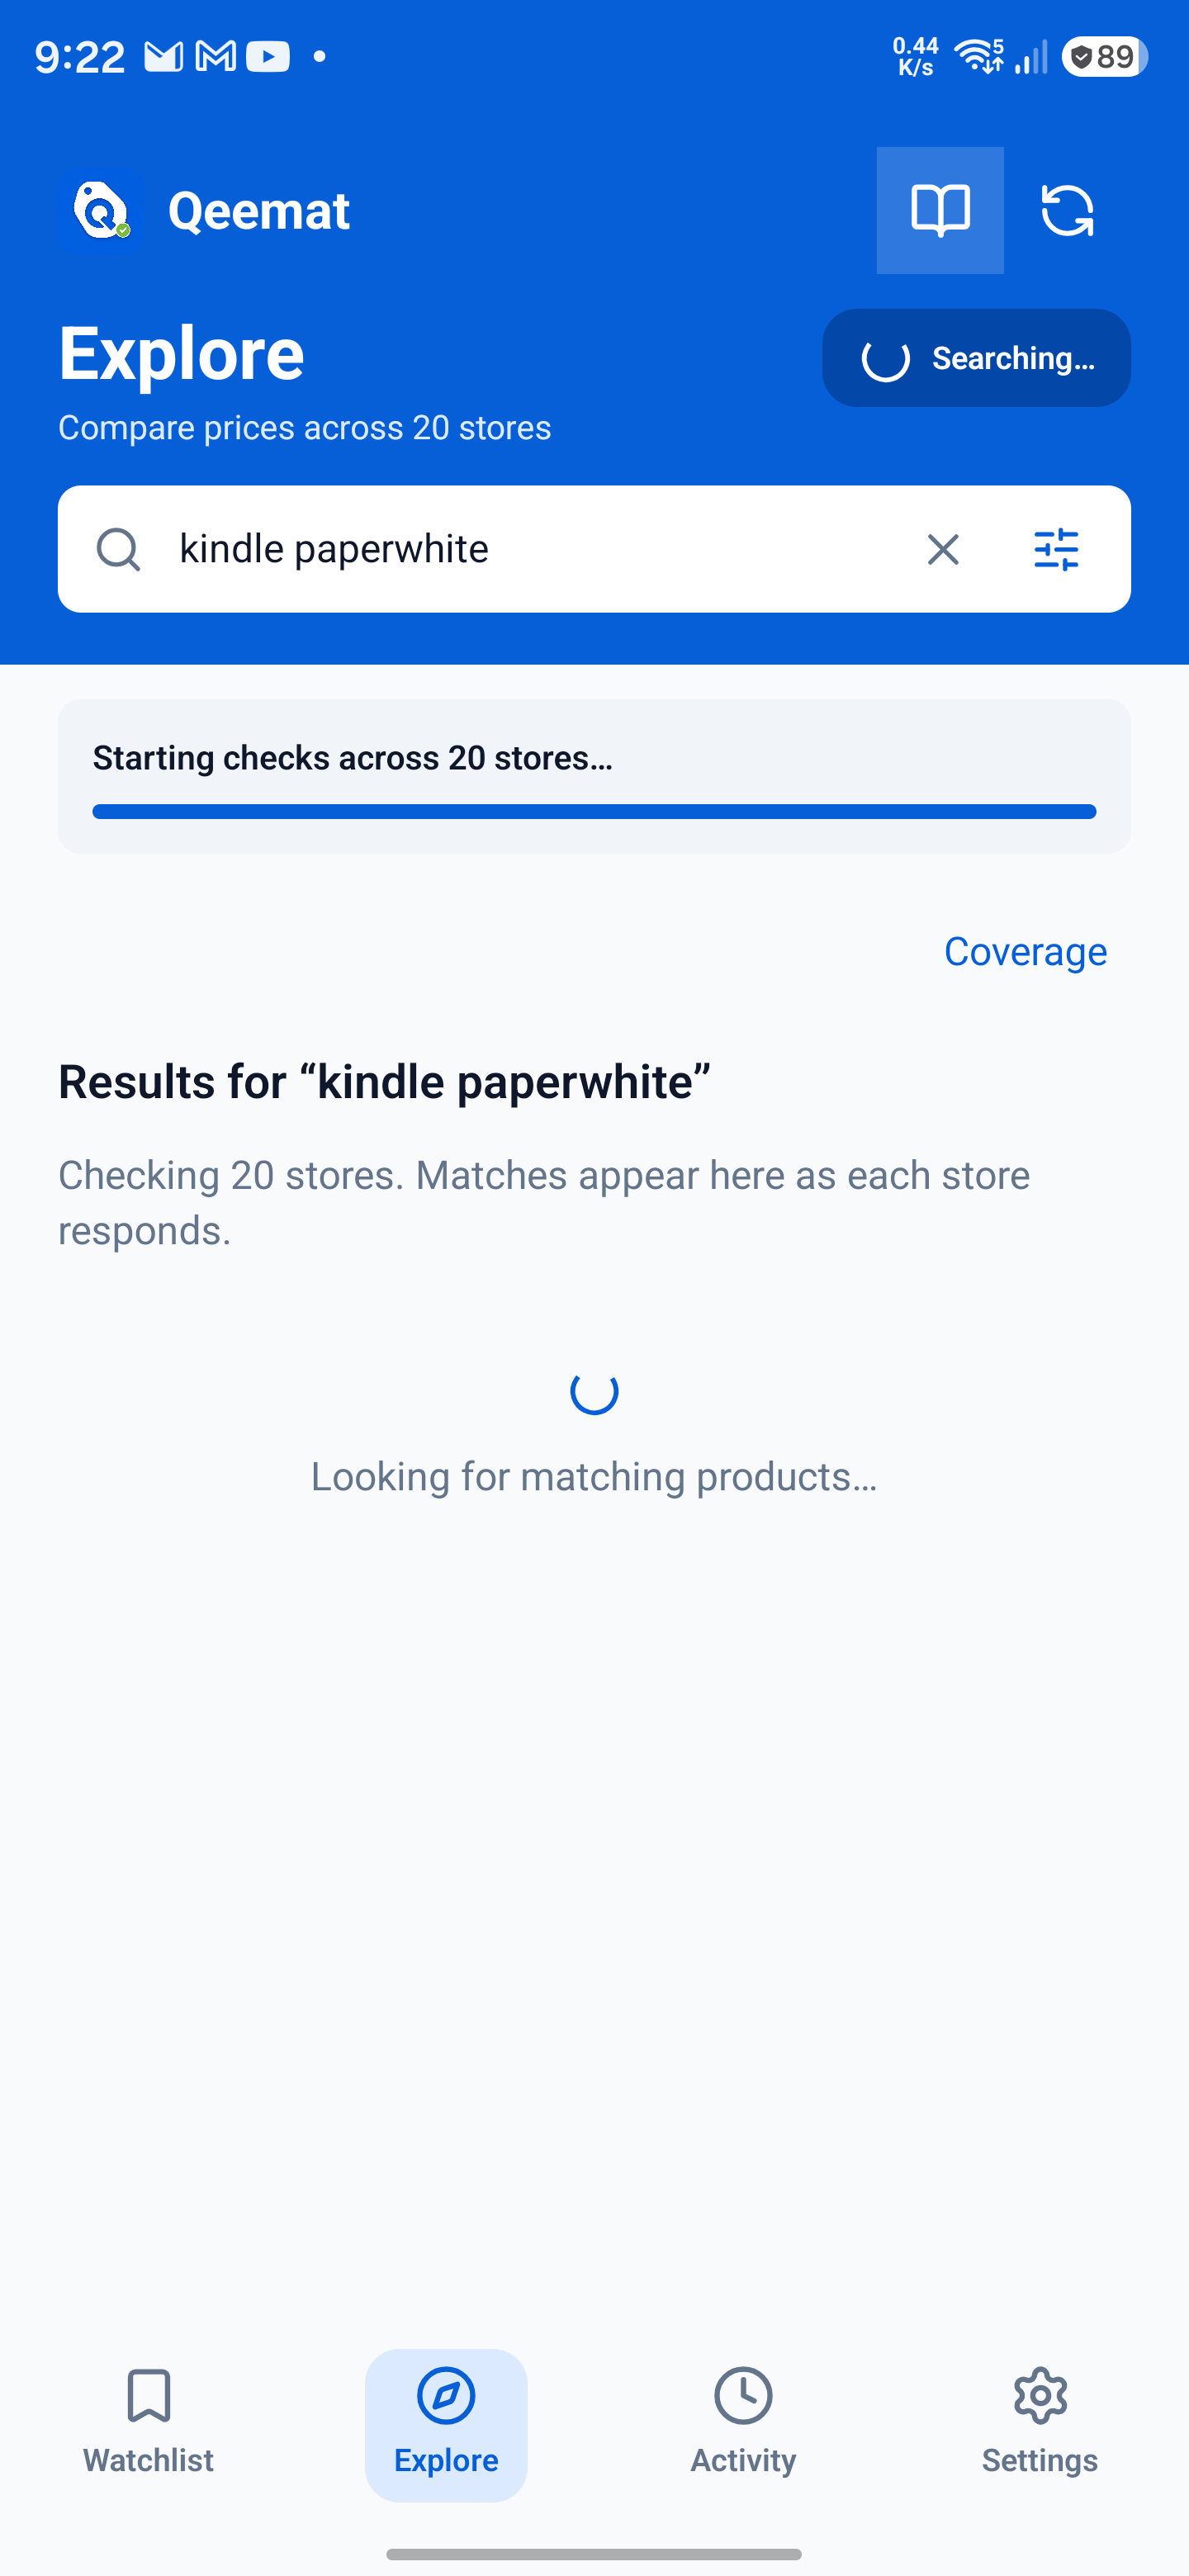 9:22
0.44
K/s
5
89
Qeemat
Explore
Searching...
Compare prices across 20 stores
kindle paperwhite
Starting checks across 20 stores...
Coverage
Results for “kindle paperwhite”
Checking 20 stores. Matches appear here as each store
responds.
Looking for matching products...
Watchlist
Explore
Activity
Settings